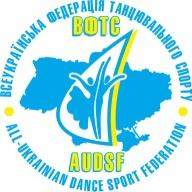 ВСЕУКРАЇНСЬКА ФЕДЕРАЦІЯ ТАНЦЮВАЛЬНОГО СПОРТУ
ВФТС
AUDSF
ALL-UKRAINIAN DANCE SPORT FEDERATION